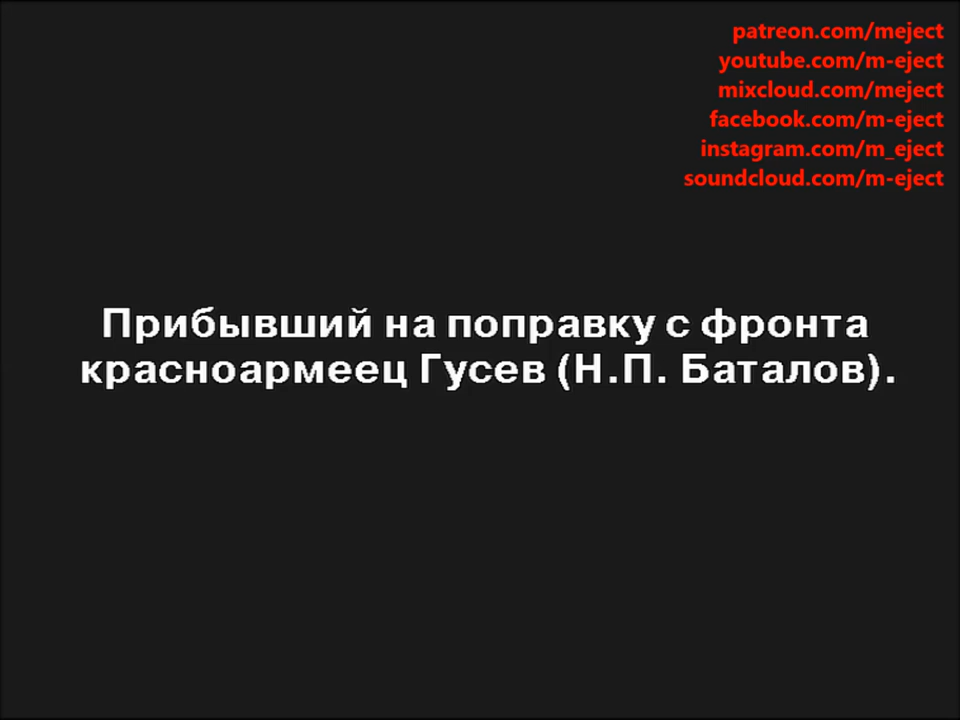 patreon.com/meject
youtube.com/m-eject
mixcloud.com/meject
facebook.com/m-eject
instagram.com/m_eject
soundcloud.com/m-eject
Прибывший на поправку с фронта
красноармеец Гусев (Н.П. Баталов).